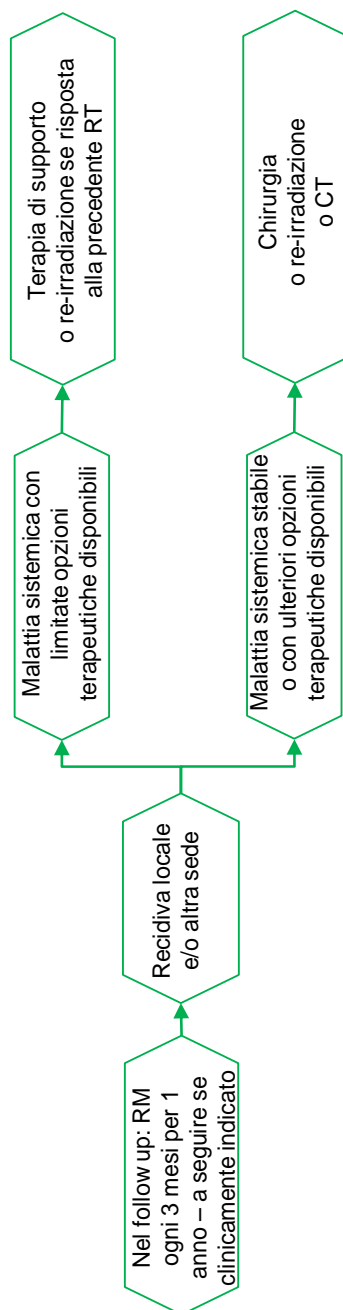 Nel follow up: RM
ogni 3 mesi per 1
anno – a seguire se
clinicamente indicato
Recidiva locale
e/o altra sede
Malattia sistemica con
limitate opzioni
terapeutiche disponibili
Terapia di supporto
o re-irradiazione se risposta
alla precedente RT
Malattia sistemica stabile
o con ulteriori opzioni
terapeutiche disponibili
Chirurgia
o re-irradiazione
o CT